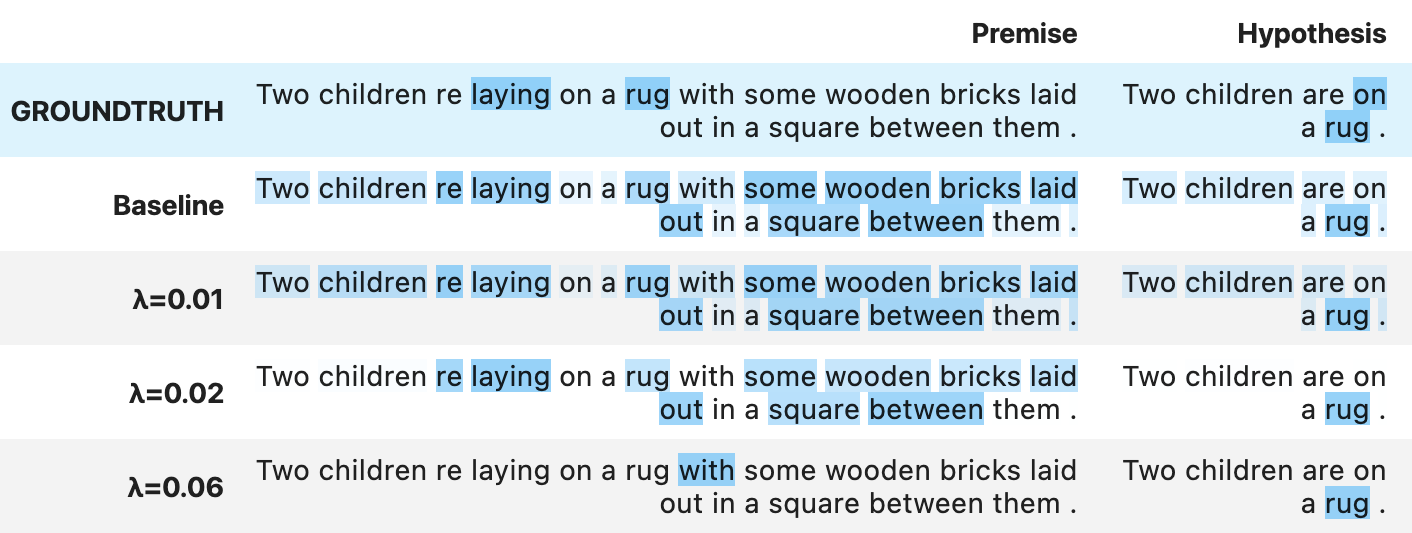 Premise Hypothesis
GROUNDTRUTH Two children re laying on a rug with some wooden bricks laid Two children are on
out in a square between them . a rug .
Baseline Two children re laying on a rug with some wooden bricks laid Two children are on
out in a square between them . a rug .
λ=0.01 Two children re laying on a rug with some wooden bricks laid Two children are on
out in a square between them . a rug .
λ=0.02 Two children re laying on a rug with some wooden bricks laid Two children are on
out in a square between them . a rug .
λ=0.06 Two children re laying on a rug with some wooden bricks laid Two children are on
out in a square between them . a rug .